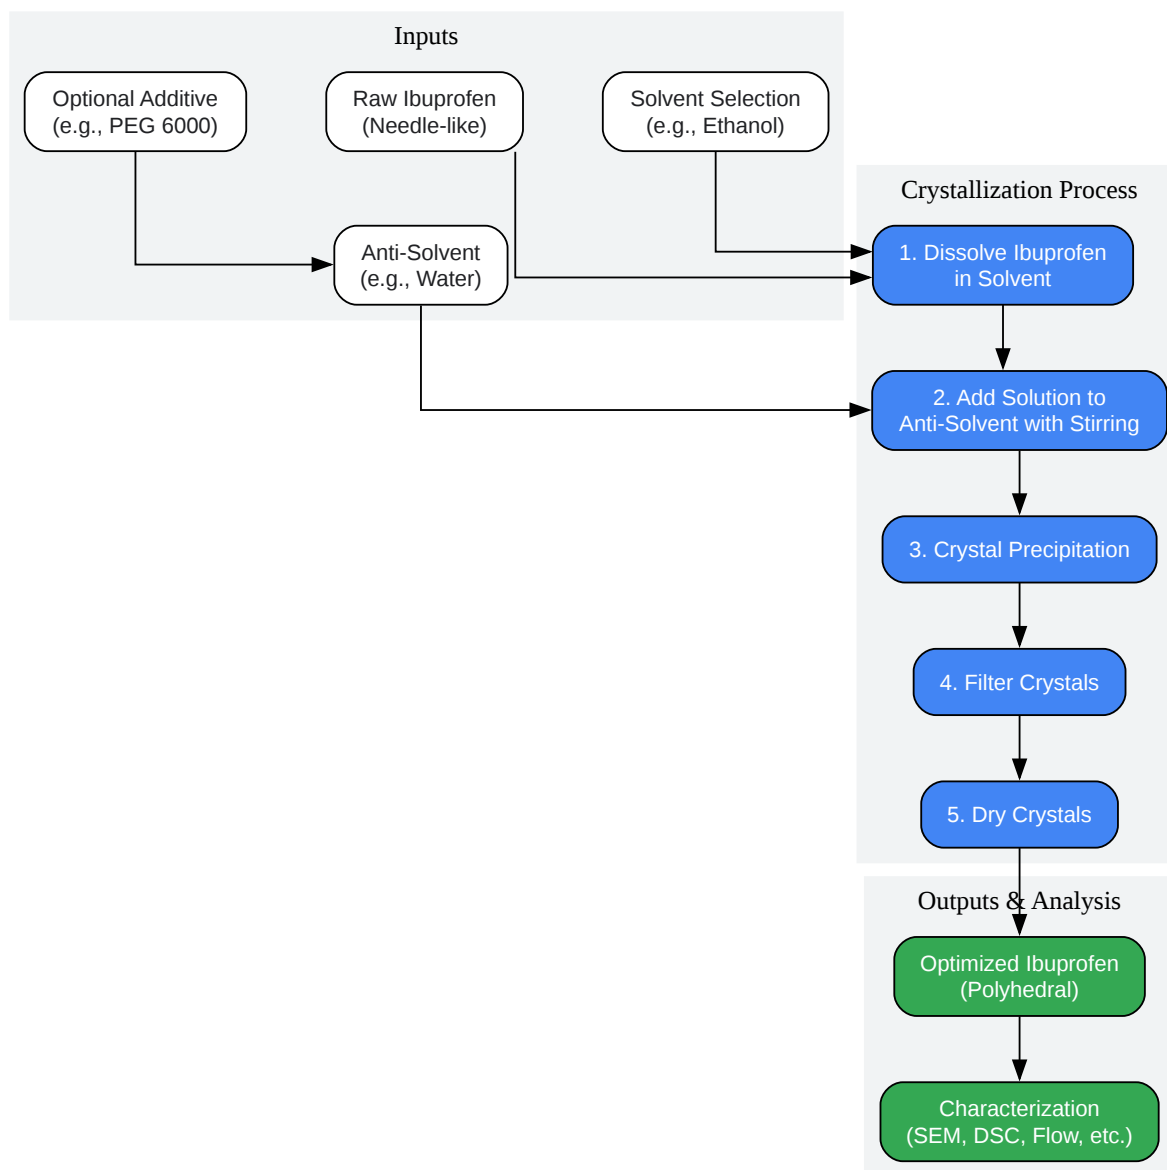 Inputs
Optional Additive
(e.g., PEG 6000)
Raw Ibuprofen
(Needle-like)
Solvent Selection
(e.g., Ethanol)
Anti-Solvent
(e.g., Water)
Crystallization Process
1. Dissolve Ibuprofen
in Solvent
2. Add Solution to
Anti-Solvent with Stirring
3. Crystal Precipitation
4. Filter Crystals
5. Dry Crystals
Outputs & Analysis
Optimized Ibuprofen
(Polyhedral)
Characterization
(SEM, DSC, Flow, etc.)